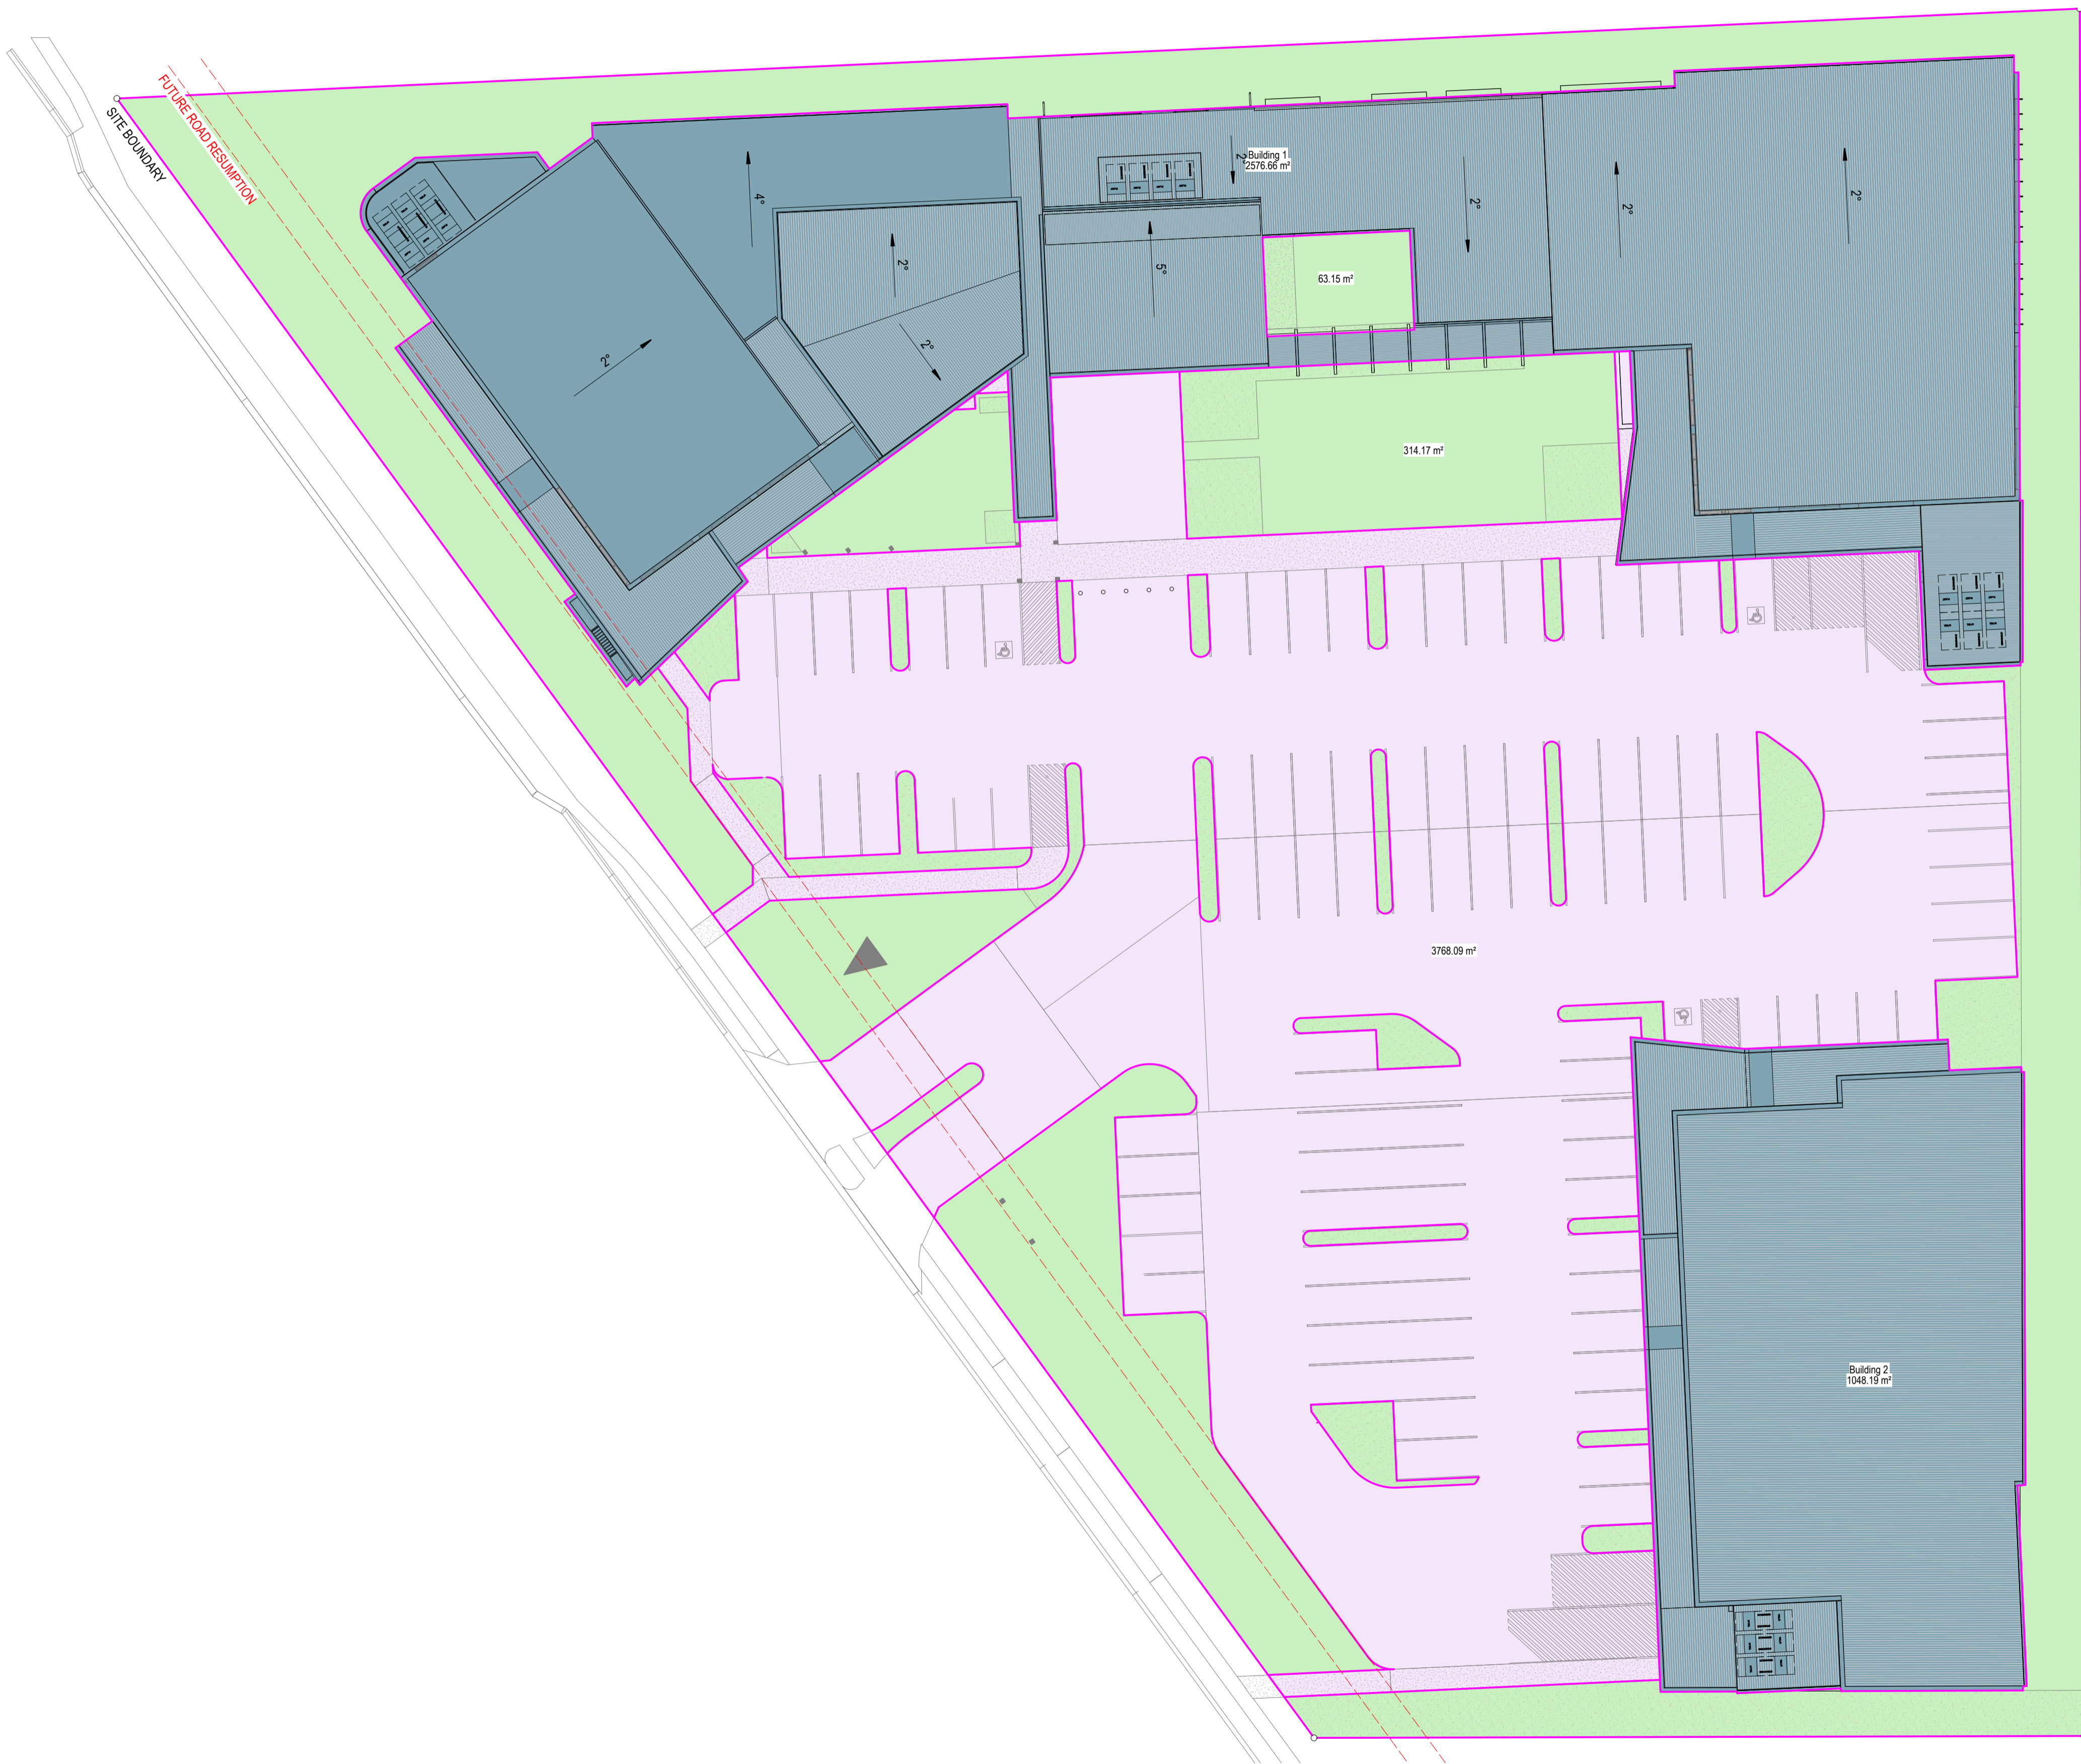 FUTURE ROAD RESUMPTION
SITE BOUNDARY
Building 1
2576.66 m²
2°
4°
2°
2°
2°
2°
5°
2°
63.15 m²
2°
2°
314.17 m²
3768.09 m²
Building 2
1048.19 m²